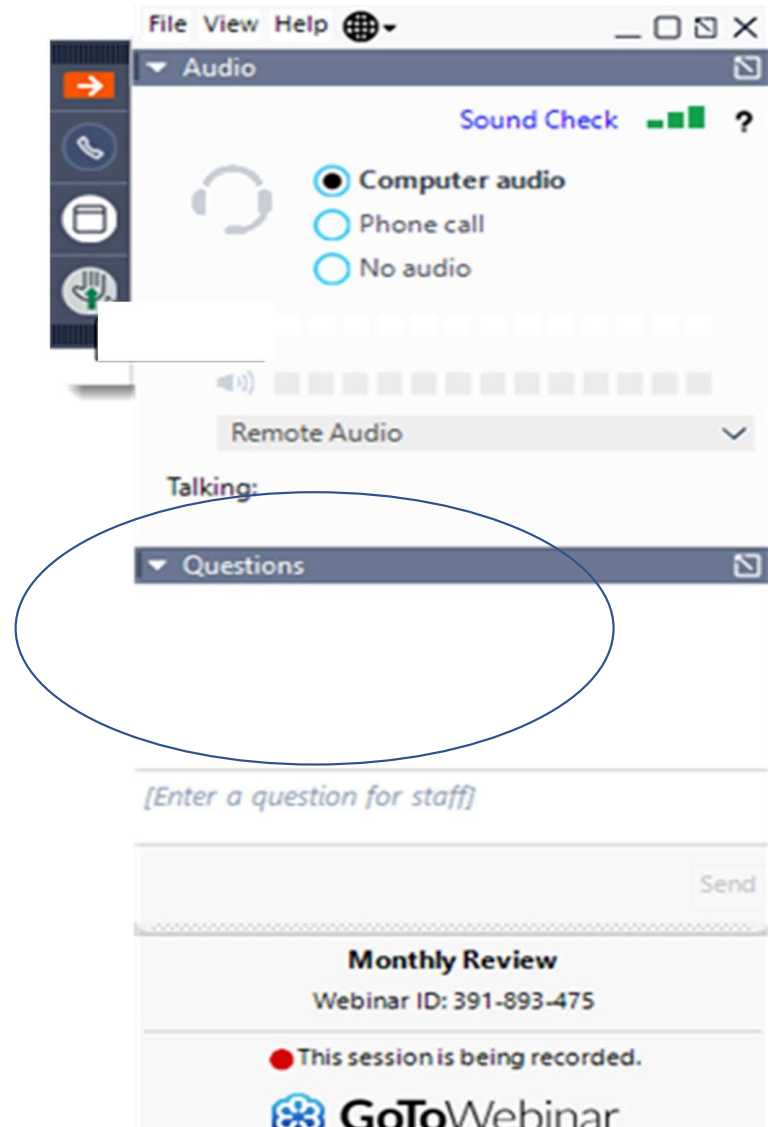 File View Help
Audio
Sound Check ?
Computer audio
Phone call
No audio
Remote Audio
Talking:
Questions
[Enter a question for staff]
Send
Monthly Review
Webinar ID: 391-893-475
This session is being recorded.
GoToWebinar